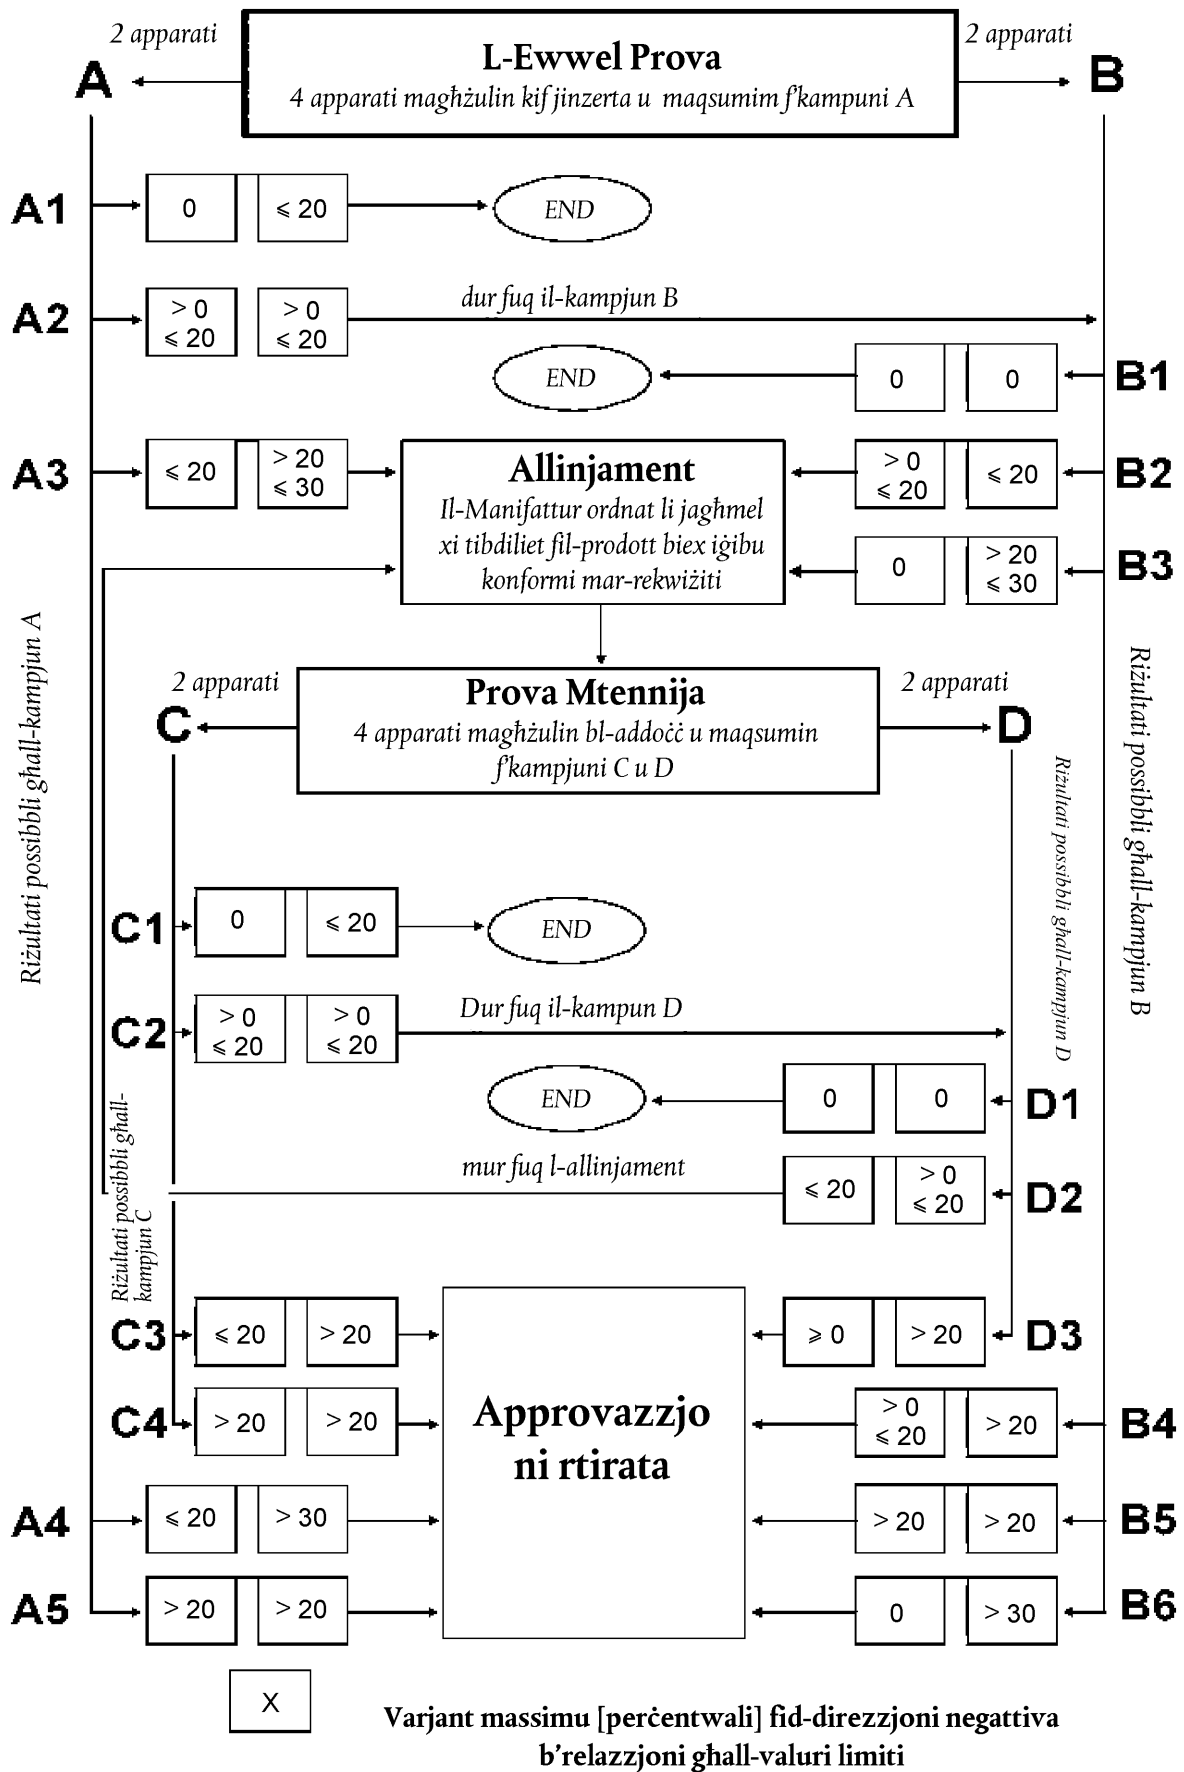 2 apparati
L-Ewwel Prova
2 apparati
A
4 apparati magħżulin kif jinzerta u maqsumim f'kampuni A
B
A1
0
⩽ 20
END
A2
> 0
⩽ 20
> 0
⩽ 20
dur fuq il-kampjun B
END
0
0
B1
A3
⩽ 20
> 20
⩽ 30
Allinjament
Il-Manifattur ordnat li jagħmel
xi tibdiliet fil-prodott biex iġibu
konformi mar-rekwiżiti
> 0
⩽ 20
⩽ 20
B2
0
> 20
⩽ 30
B3
Riżultati possibbli għall-kampjun A
Riżultati possibbli għall-kampjun B
2 apparati
Prova Mtennija
2 apparati
C
4 apparati magħżulin bl-addoċċ u maqsumin
f'kampjuni C u D
D
Riżultati possibbli għall-kampjun D
C1
0
⩽ 20
END
C2
> 0
⩽ 20
> 0
⩽ 20
Dur fuq il-kampun D
END
0
0
D1
mur fuq l-allinjament
⩽ 20
> 0
⩽ 20
D2
Riżultati possibbli għall-
kampjun C
C3
⩽ 20
> 20
⩾ 0
> 20
D3
C4
> 20
> 20
Approvazzjo
ni rtirata
> 0
⩽ 20
> 20
B4
A4
⩽ 20
> 30
> 20
> 20
B5
A5
> 20
> 20
0
> 30
B6
X
Varjant massimu [perċentwali] fid-direzzjoni negattiva
b'relazzjoni għall-valuri limiti